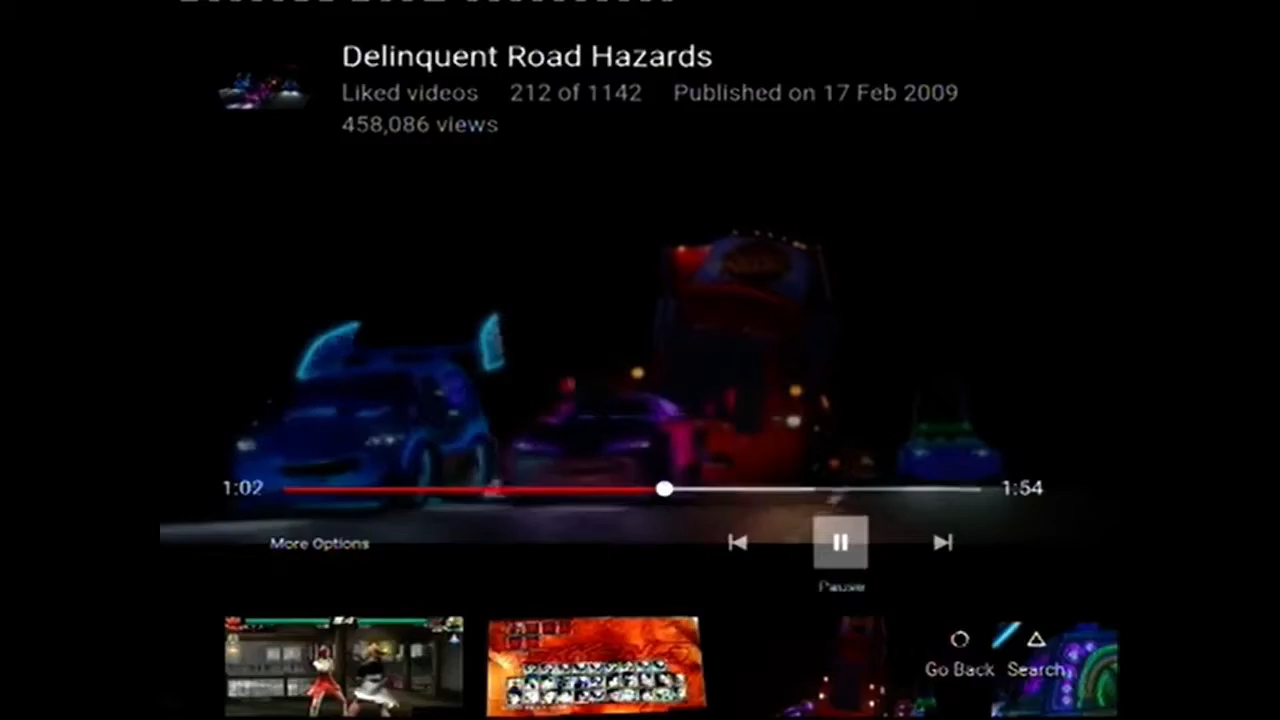 Delinquent Road Hazards
Liked videos 212 of 1142 Published on 17 Feb 2009
458,086 views
1:02 1:54
More Options
Pause
Go Back Search